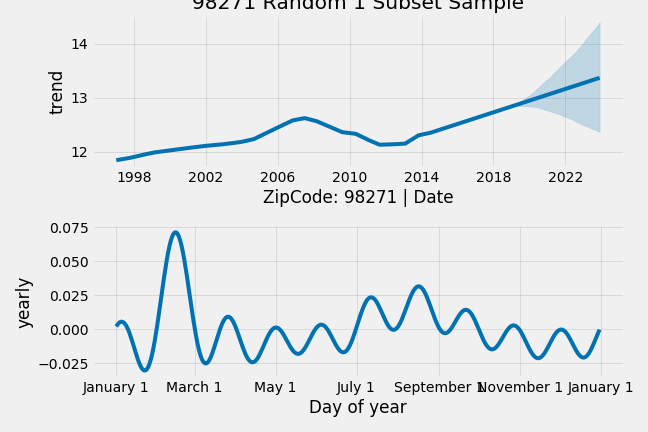 98271 Random 1 Subset Sample
trend
14
13
12
1998 2002 2006 2010 2014 2018 2022
ZipCode: 98271 | Date
yearly
0.075
0.050
0.025
0.000
−0.025
January 1 March 1 May 1 July 1 September 1 November 1 January 1
Day of year